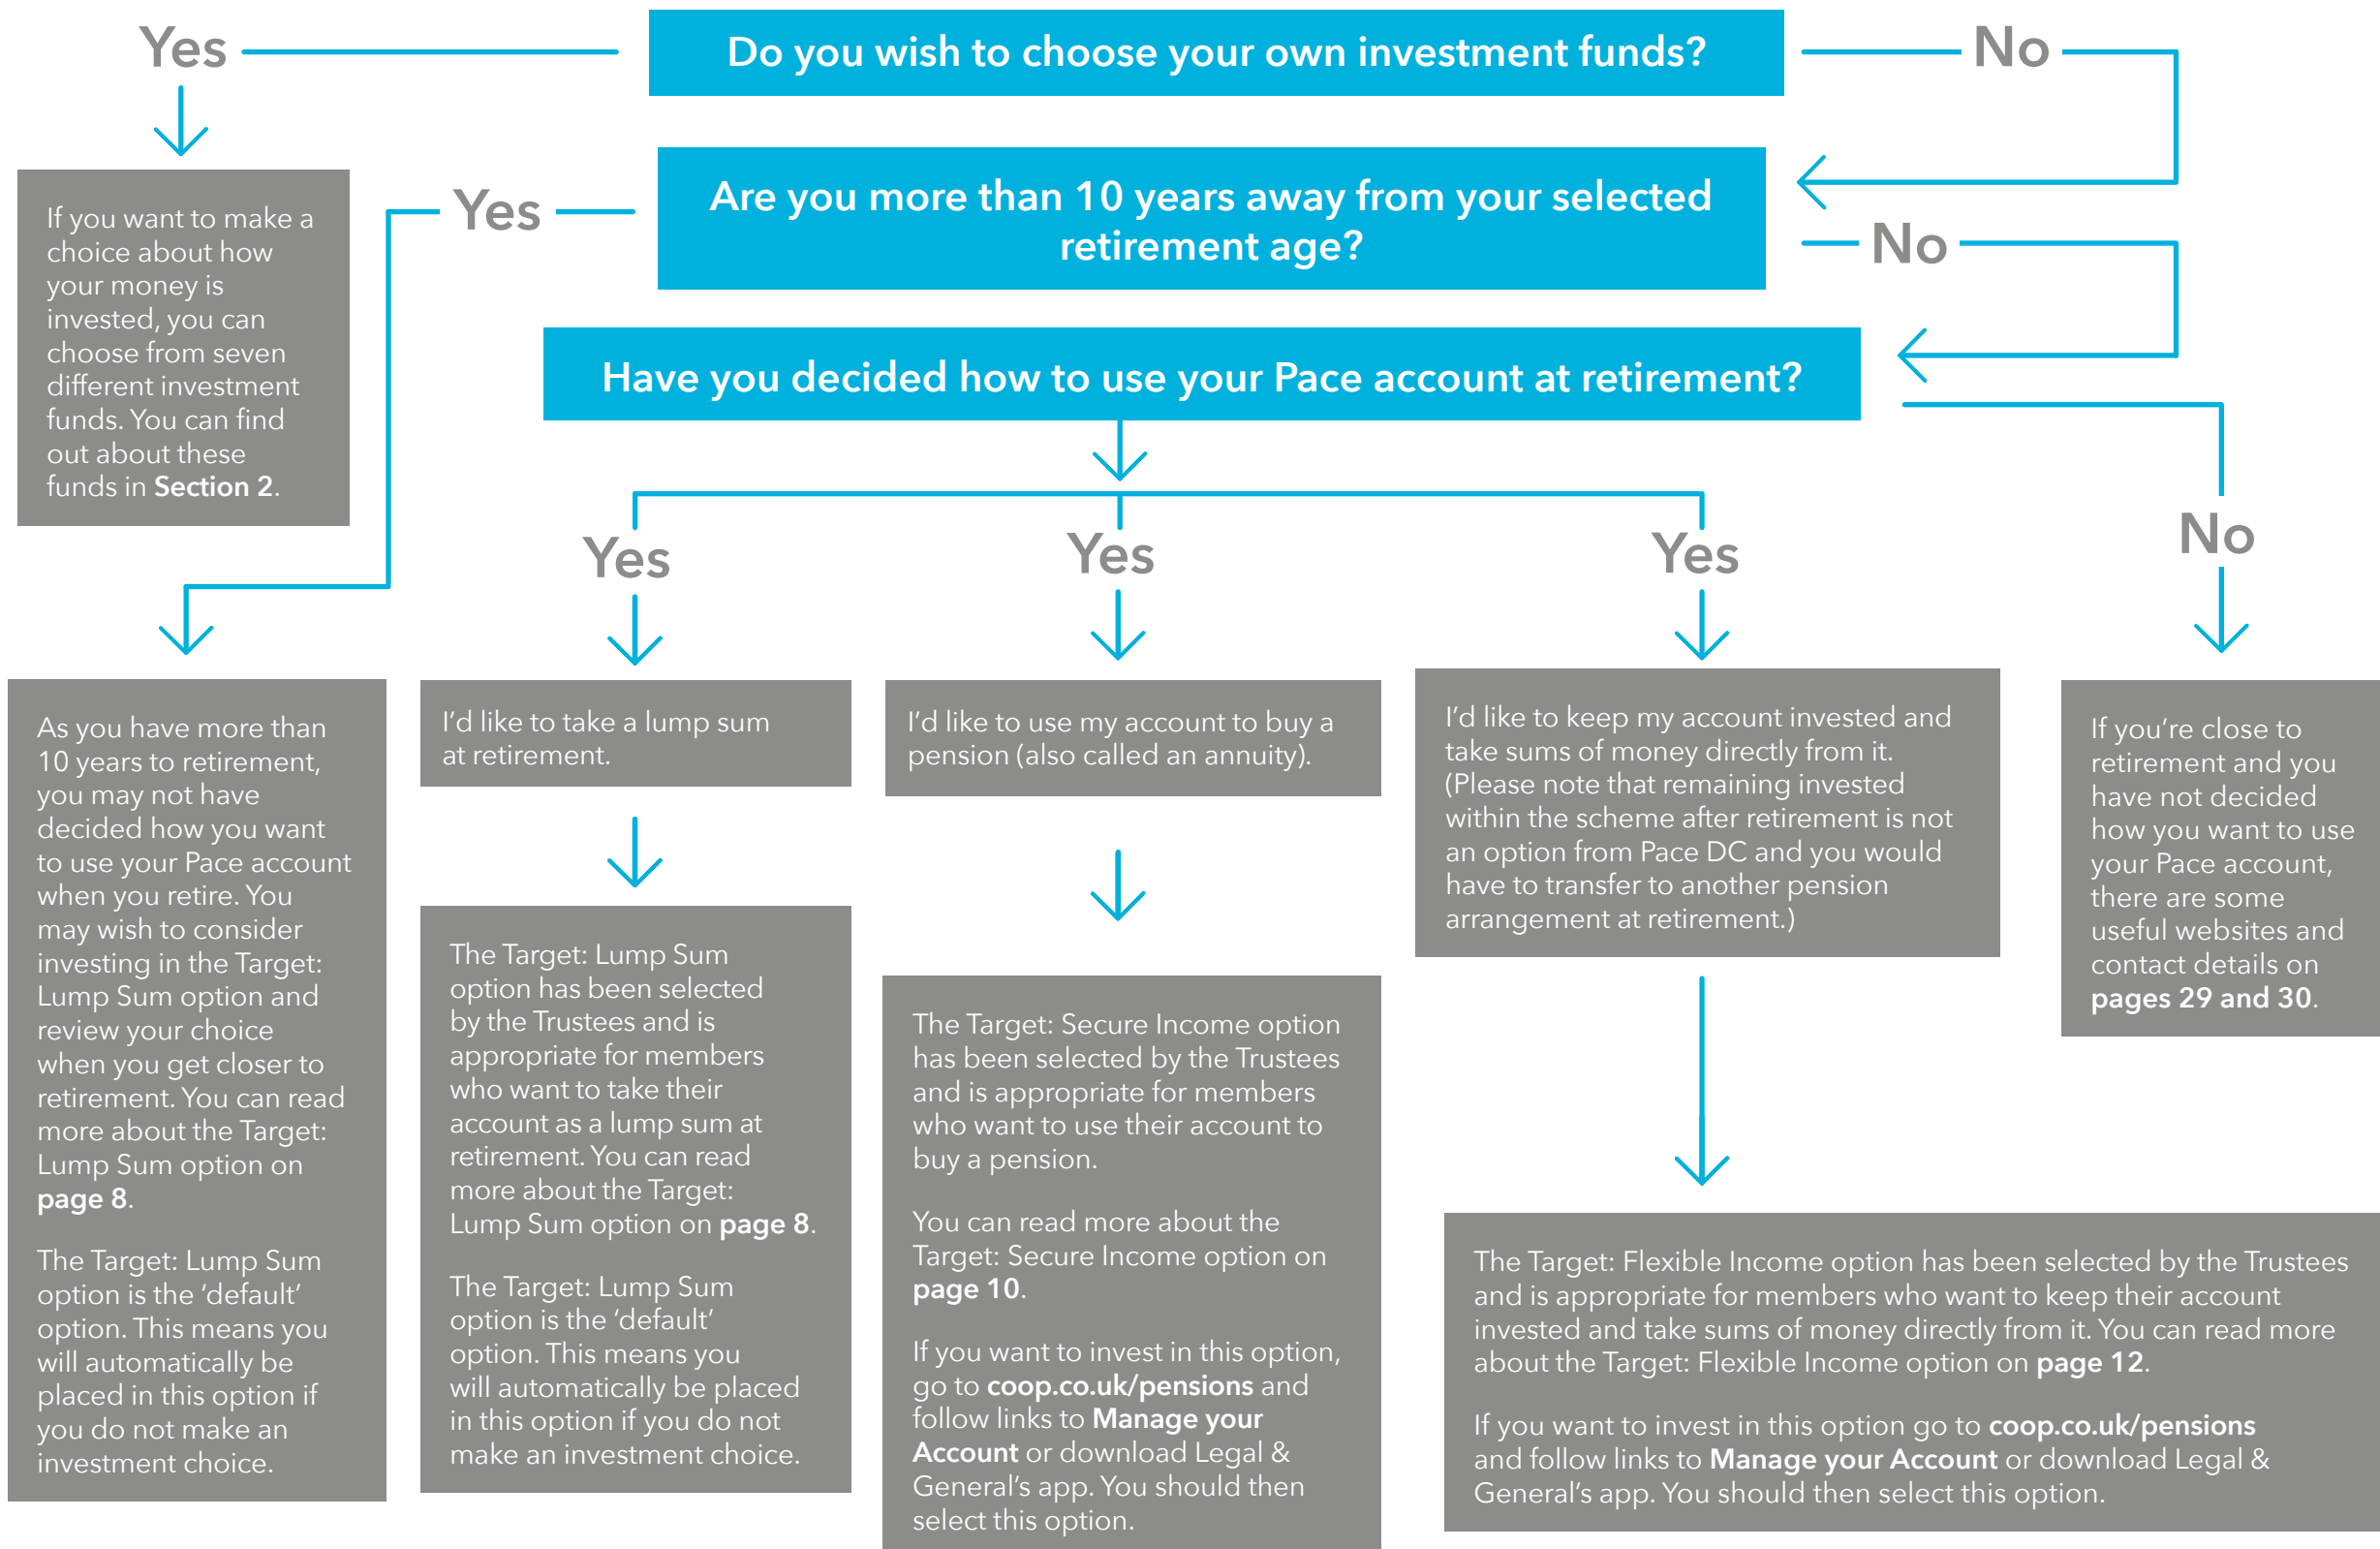 Yes
Do you wish to choose your own investment funds?
No
If you want to make a
choice about how
your money is
invested, you can
choose from seven
different investment
funds. You can find
out about these
funds in Section 2.
Yes
Are you more than 10 years away from your selected
retirement age?
No
Have you decided how to use your Pace account at retirement?
Yes
Yes
Yes
No
As you have more than
10 years to retirement,
you may not have
decided how you want
to use your Pace account
when you retire. You
may wish to consider
investing in the Target:
Lump Sum option and
review your choice
when you get closer to
retirement. You can read
more about the Target:
Lump Sum option on
page 8.
The Target: Lump Sum
option is the ‘default’
option. This means you
will automatically be
placed in this option if
you do not make an
investment choice.
I’d like to take a lump sum
at retirement.
The Target: Lump Sum
option has been selected
by the Trustees and is
appropriate for members
who want to take their
account as a lump sum at
retirement. You can read
more about the Target:
Lump Sum option on page 8.
The Target: Lump Sum
option is the ‘default’
option. This means you
will automatically be placed
in this option if you do not
make an investment choice.
I’d like to use my account to buy a
pension (also called an annuity).
The Target: Secure Income option
has been selected by the Trustees
and is appropriate for members
who want to use their account to
buy a pension.
You can read more about the
Target: Secure Income option on
page 10.
If you want to invest in this option,
go to coop.co.uk/pensions and
follow links to Manage your
Account or download Legal &
General’s app. You should then
select this option.
I’d like to keep my account invested and
take sums of money directly from it.
(Please note that remaining invested
within the scheme after retirement is not
an option from Pace DC and you would
have to transfer to another pension
arrangement at retirement.)
The Target: Flexible Income option has been selected by the Trustees
and is appropriate for members who want to keep their account
invested and take sums of money directly from it. You can read more
about the Target: Flexible Income option on page 12.
If you want to invest in this option go to coop.co.uk/pensions
and follow links to Manage your Account or download Legal &
General’s app. You should then select this option.
If you’re close to
retirement and you
have not decided
how you want to use
your Pace account,
there are some
useful websites and
contact details on
pages 29 and 30.